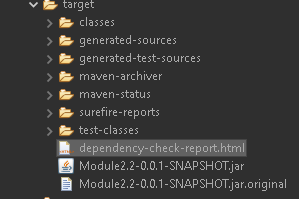 target
classes
generated-sources
generated-test-sources
maven-archiver
maven-status
surefire-reports
test-classes
dependency-check-report.html
Module2.2-0.0.1-SNAPSHOT.jar
Module2.2-0.0.1-SNAPSHOT.jar.original